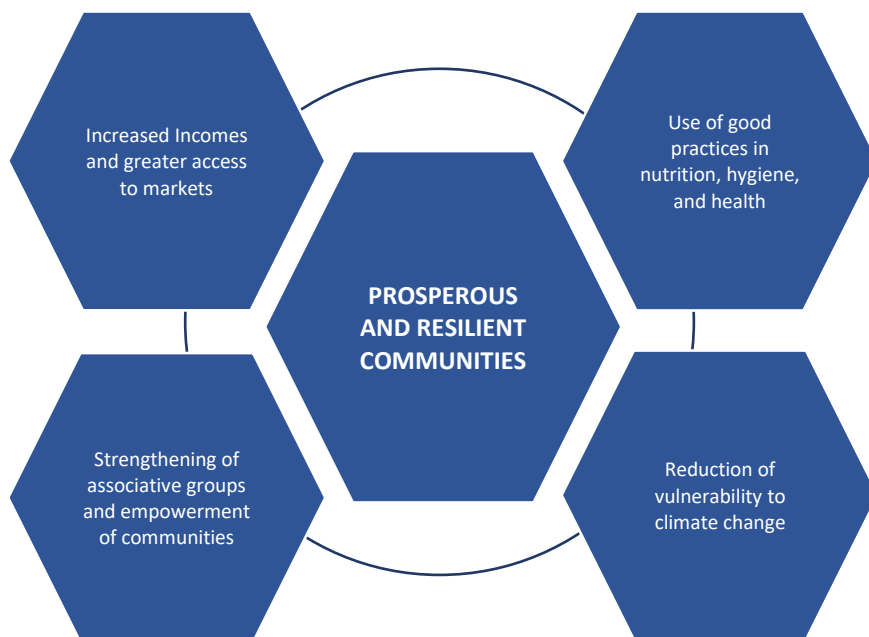 Increased Incomes
and greater access
to markets
Use of good
practices in
nutrition, hygiene,
and health
PROSPEROUS
AND RESILIENT
COMMUNITIES
Strengthening of
associative groups
and empowerment
of communities
Reduction of
vulnerability to
climate change